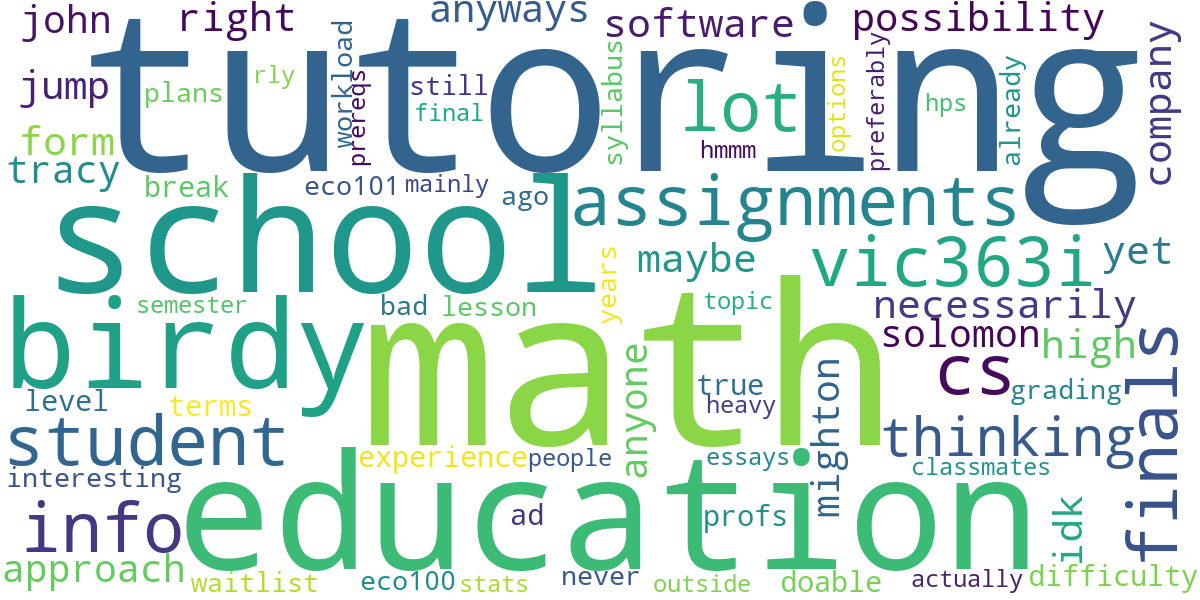 john
right
anyways
software
possibility
tutoring
jump
plans
rly
workload
prereqs
still
final
syllabus
lot
hmmm
options
preferably
hps
already
company
form
tracy
break
eco101
mainly
ago
school
assignments
maybe
vic363i
yet
birdy
semester
bad
lesson
years
math
topic
necessarily
solomon
high
cs
grading
finals
level
terms
student
interesting
experience
people
anyone
true
heavy
essays
mighton
thinking
classmates
info
education
ad
profs
idk
approach
waitlist
eco100
stats
never
outside
doable
actually
difficulty